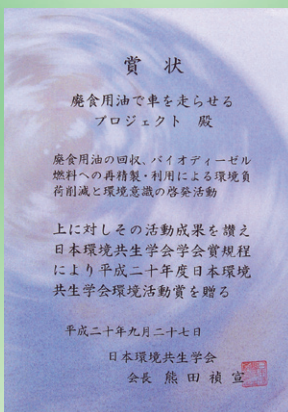 賞状
廃食用油で車を走らせる
プロジェクト 殿
廃食用油の回収、バイオディーゼル
燃料への再精製・利用による環境負
荷削減と環境意識の啓発活動
上に対しその活動成果を讃え
日本環境共生学会学会賞規程
により平成二十年度日本環境
共生学会環境活動賞を贈る
平成二十年九月二十七日
日本環境共生学会
会長 熊田禎宣